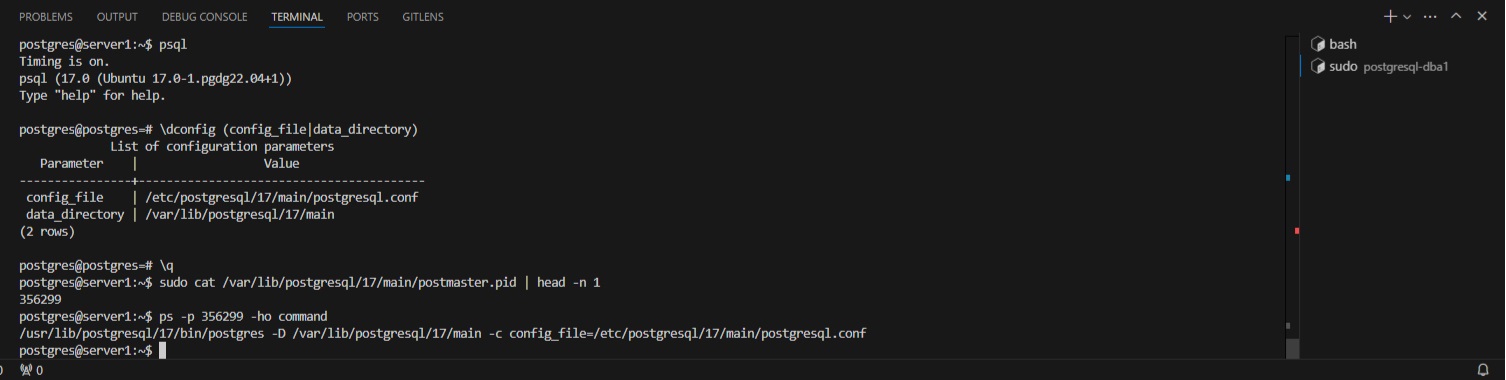 PROBLEMS OUTPUT DEBUG CONSOLE TERMINAL PORTS GITLENS
postgres@server1:~$ psql
Timing is on.
psql (17.0 (Ubuntu 17.0-1.pgdg22.04+1))
Type "help" for help.
postgres@postgres=# \dconfig (config_file|data_directory)
List of configuration parameters
Parameter | Value
----------------+-----------------------------------------
config_file | /etc/postgresql/17/main/postgresql.conf
data_directory | /var/lib/postgresql/17/main
(2 rows)
postgres@postgres=# \q
postgres@server1:~$ sudo cat /var/lib/postgresql/17/main/postmaster.pid | head -n 1
356299
postgres@server1:~$ ps -p 356299 -ho command
/usr/lib/postgresql/17/bin/postgres -D /var/lib/postgresql/17/main -c config_file=/etc/postgresql/17/main/postgresql.conf
postgres@server1:~$
bash
sudo postgresql-dba1
0